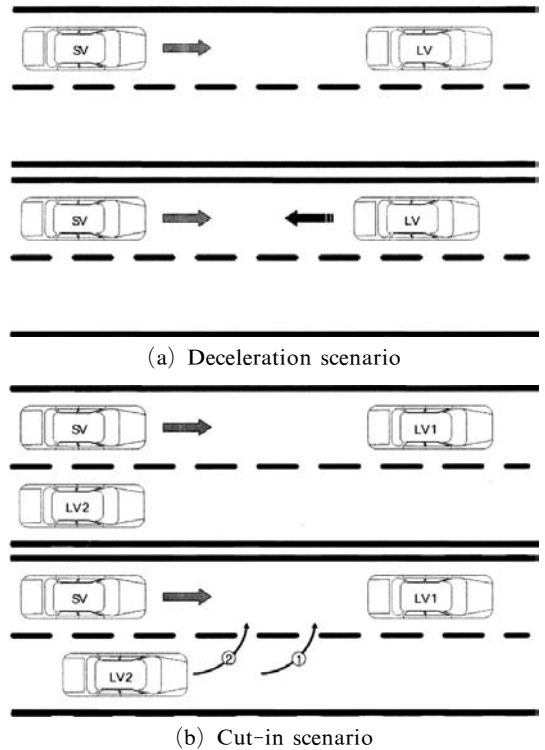 SV LV
SV LV
(a) Deceleration scenario
SV LV1
LV2
SV LV1
② ①
LV2
(b) Cut-in scenario